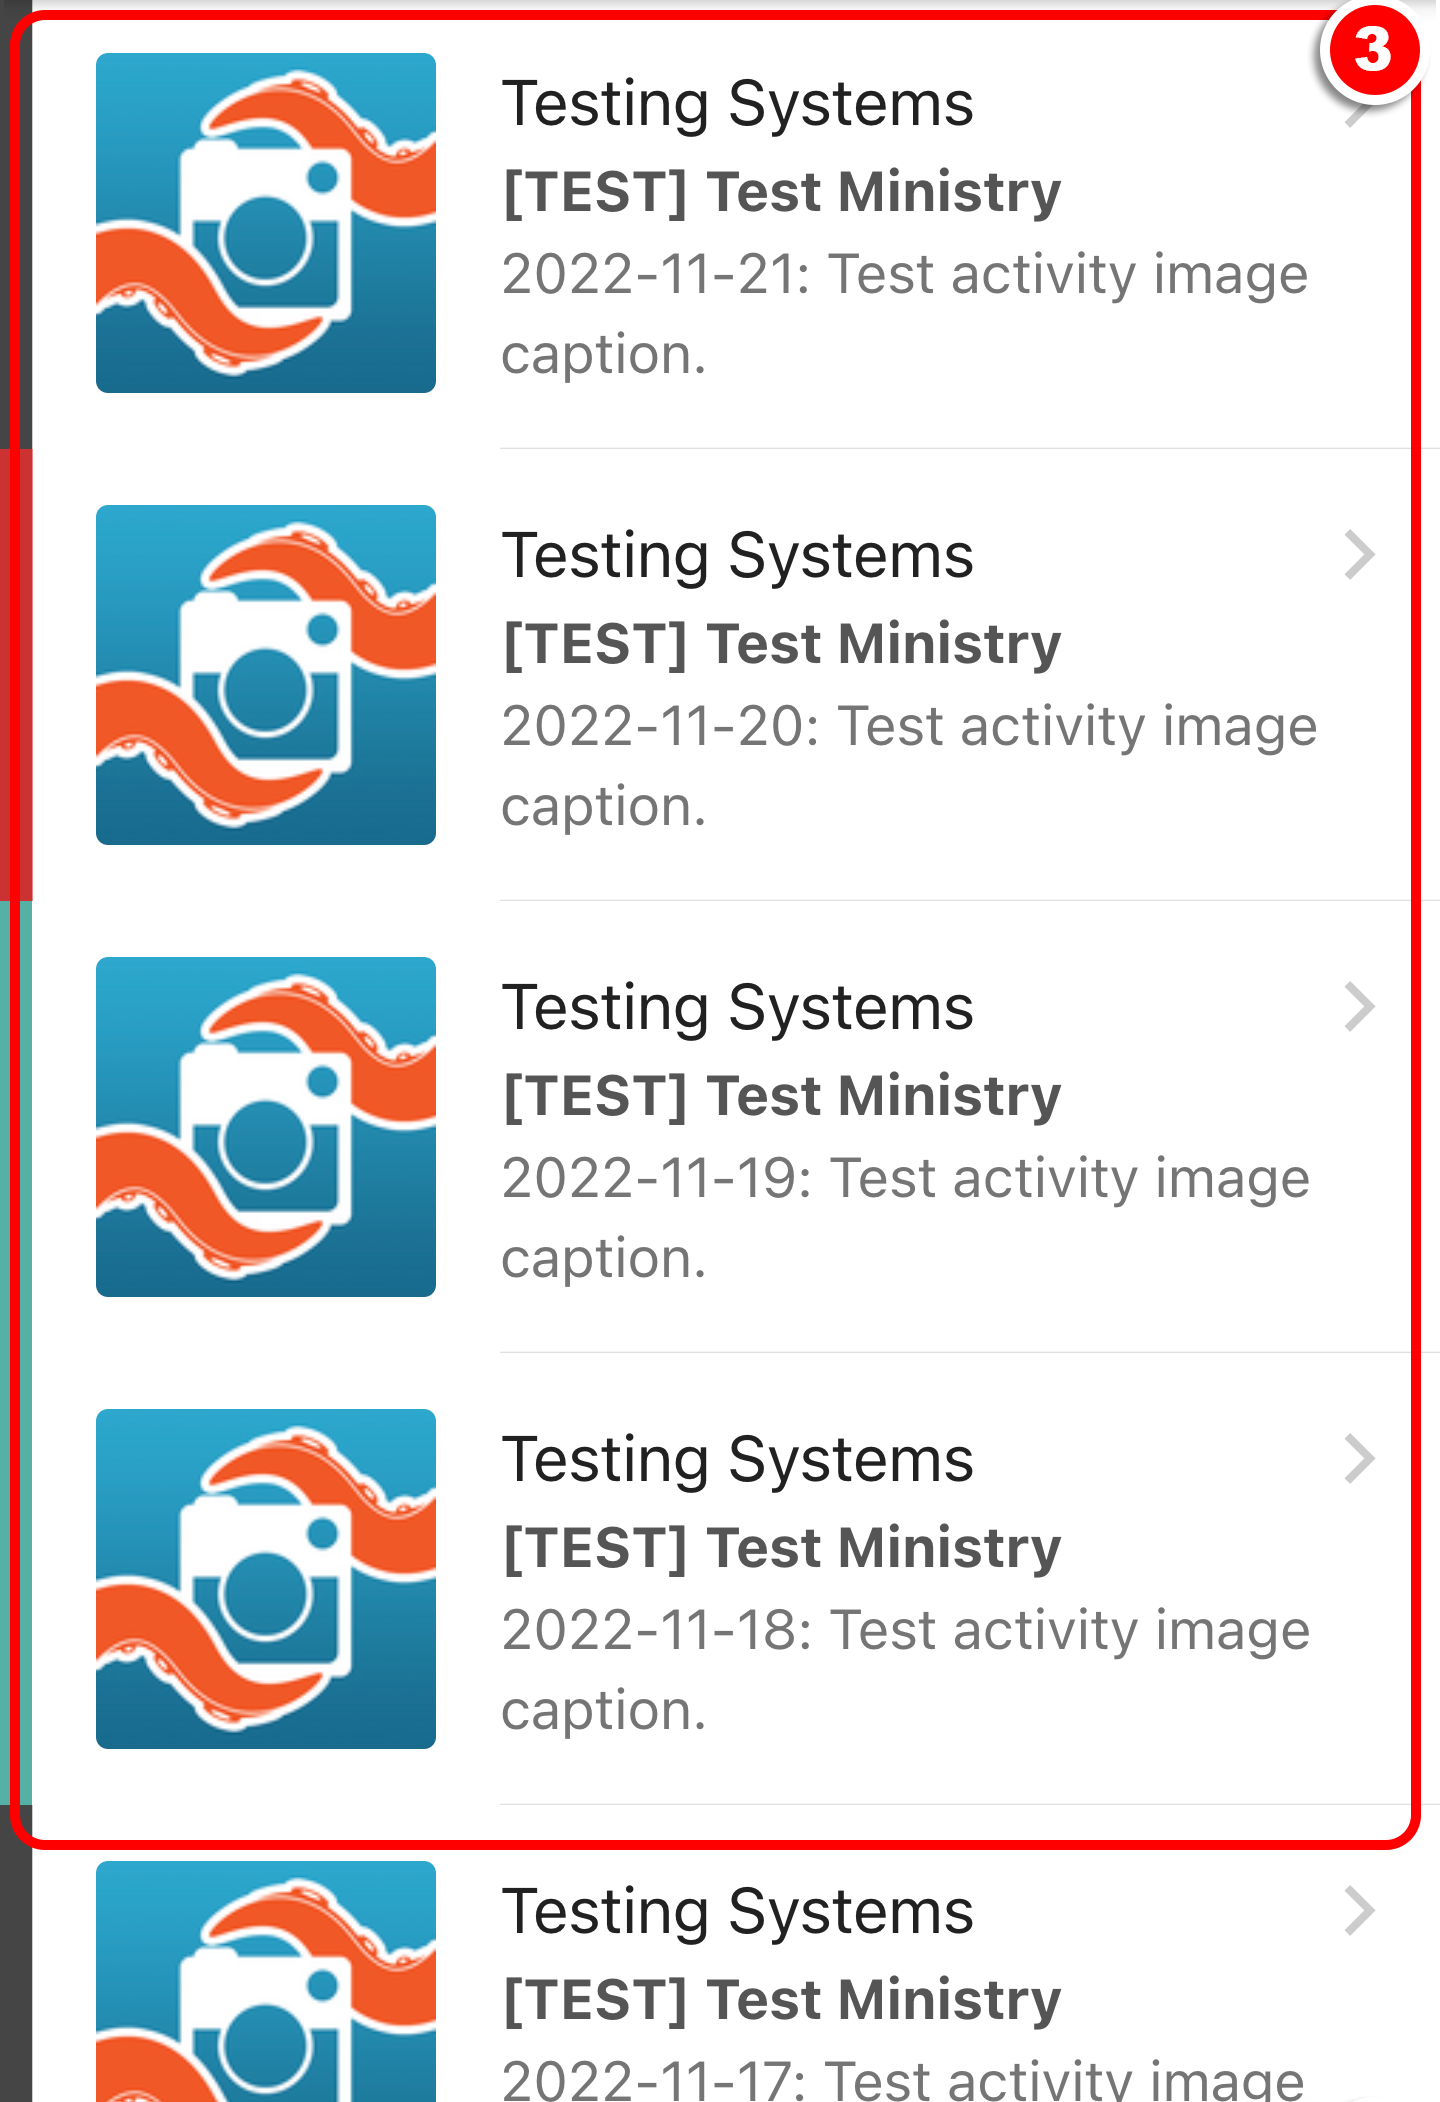 3
Testing Systems
[TEST] Test Ministry
2022-11-21: Test activity image
caption.
Testing Systems
[TEST] Test Ministry
2022-11-20: Test activity image
caption.
Testing Systems
[TEST] Test Ministry
2022-11-19: Test activity image
caption.
Testing Systems
[TEST] Test Ministry
2022-11-18: Test activity image
caption.
Testing Systems
[TEST] Test Ministry
2022-11-17: Test activity image